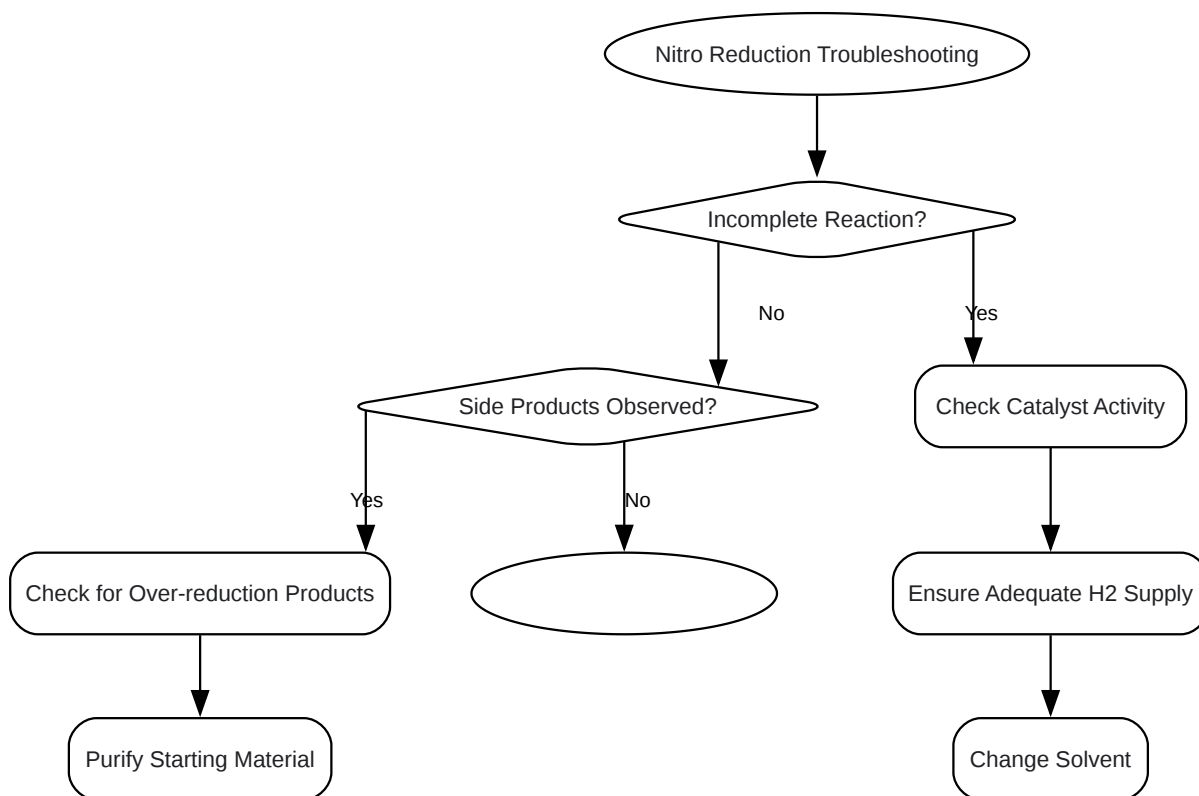 Nitro Reduction Troubleshooting
Incomplete Reaction?
No
Yes
Side Products Observed?
Check Catalyst Activity
Yes
No
Check for Over-reduction Products
Ensure Adequate H2 Supply
Purify Starting Material
Change Solvent